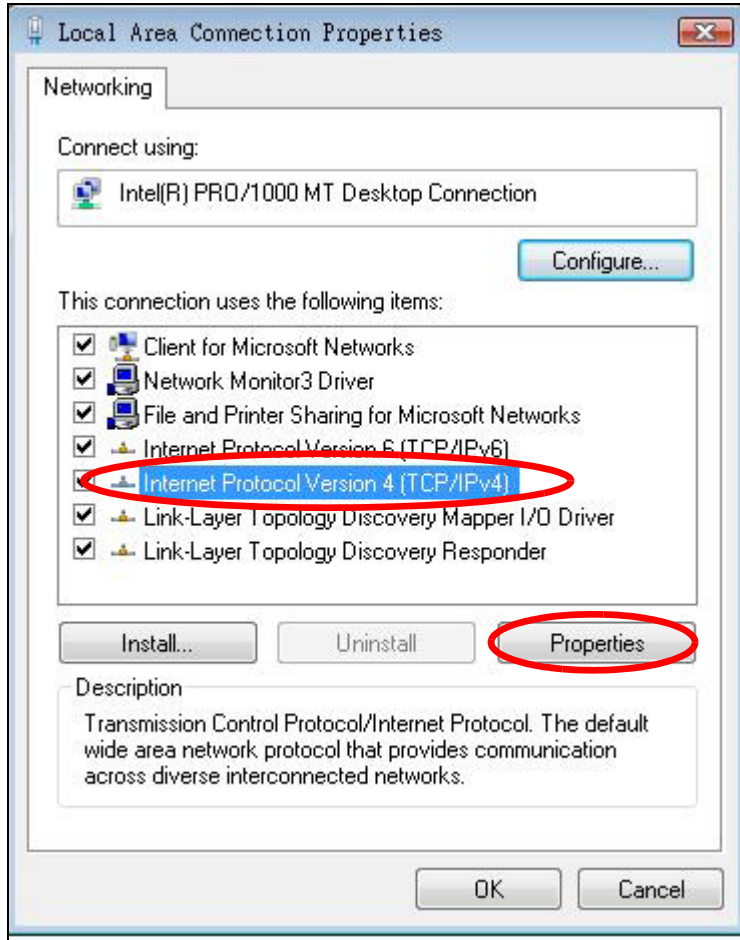 Local Area Connection Properties
Networking
Connect using:
Intel(R) PRO/1000 MT Desktop Connection
Configure...
This connection uses the following items:
Client for Microsoft Networks
Network Monitor3 Driver
File and Printer Sharing for Microsoft Networks
Internet Protocol Version 6 (TCP/IPv6)
Internet Protocol Version 4 (TCP/IPv4)
Link-Layer Topology Discovery Mapper I/O Driver
Link-Layer Topology Discovery Responder
Install... Uninstall Properties
Description
Transmission Control Protocol/Internet Protocol. The default
wide area network protocol that provides communication
across diverse interconnected networks.
OK Cancel